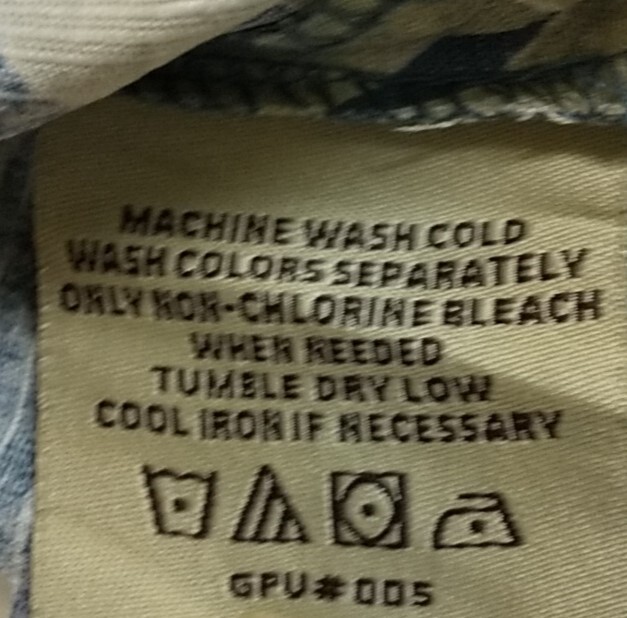 MACHINE WASH COLD
WASH COLORS SEPARATELY
ONLY NON-CHLORINE BLEACH
WHEN NEEDED
TUMBLE DRY LOW
COOL IRON IF NECESSARY
GPU#005